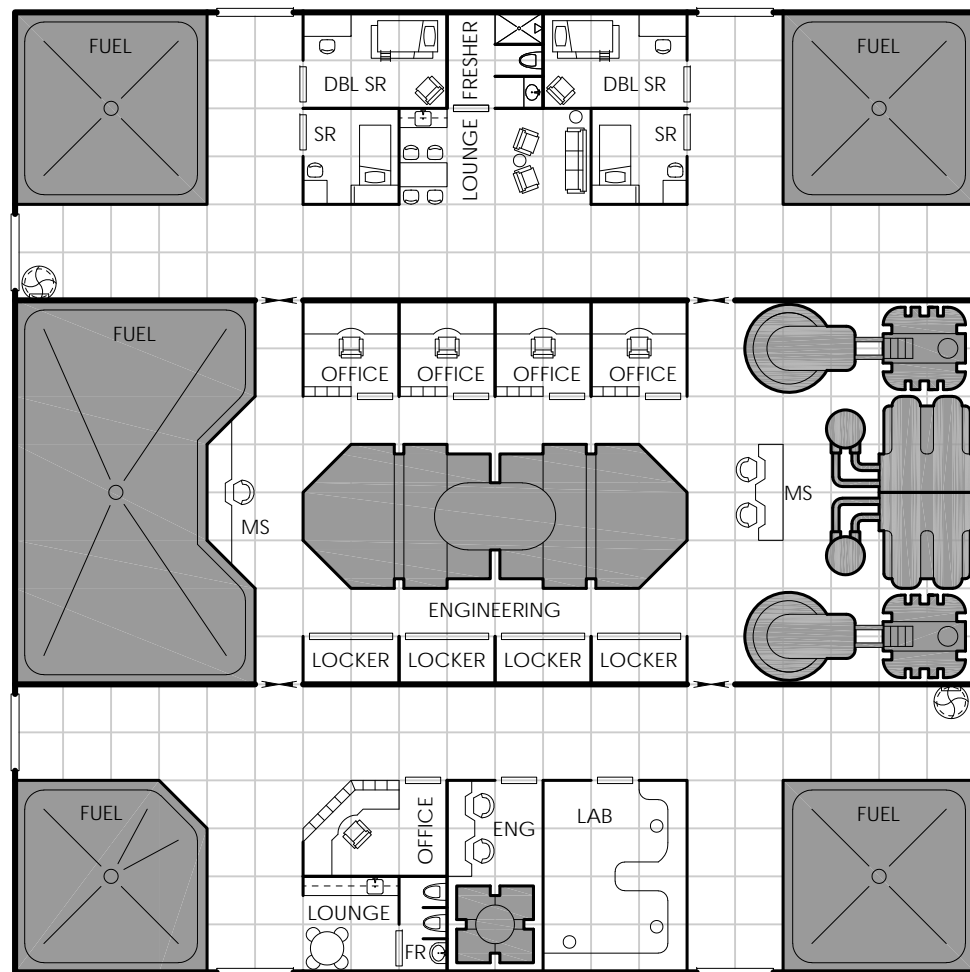 FUEL
FUEL
DBL SR
FRESHER
DBL SR
SR
LOUNGE
SR
FUEL
OFFICE
OFFICE
OFFICE
OFFICE
MS
MS
ENGINEERING
LOCKER
LOCKER
LOCKER
LOCKER
FUEL
OFFICE
ENG
LAB
FUEL
LOUNGE
FR